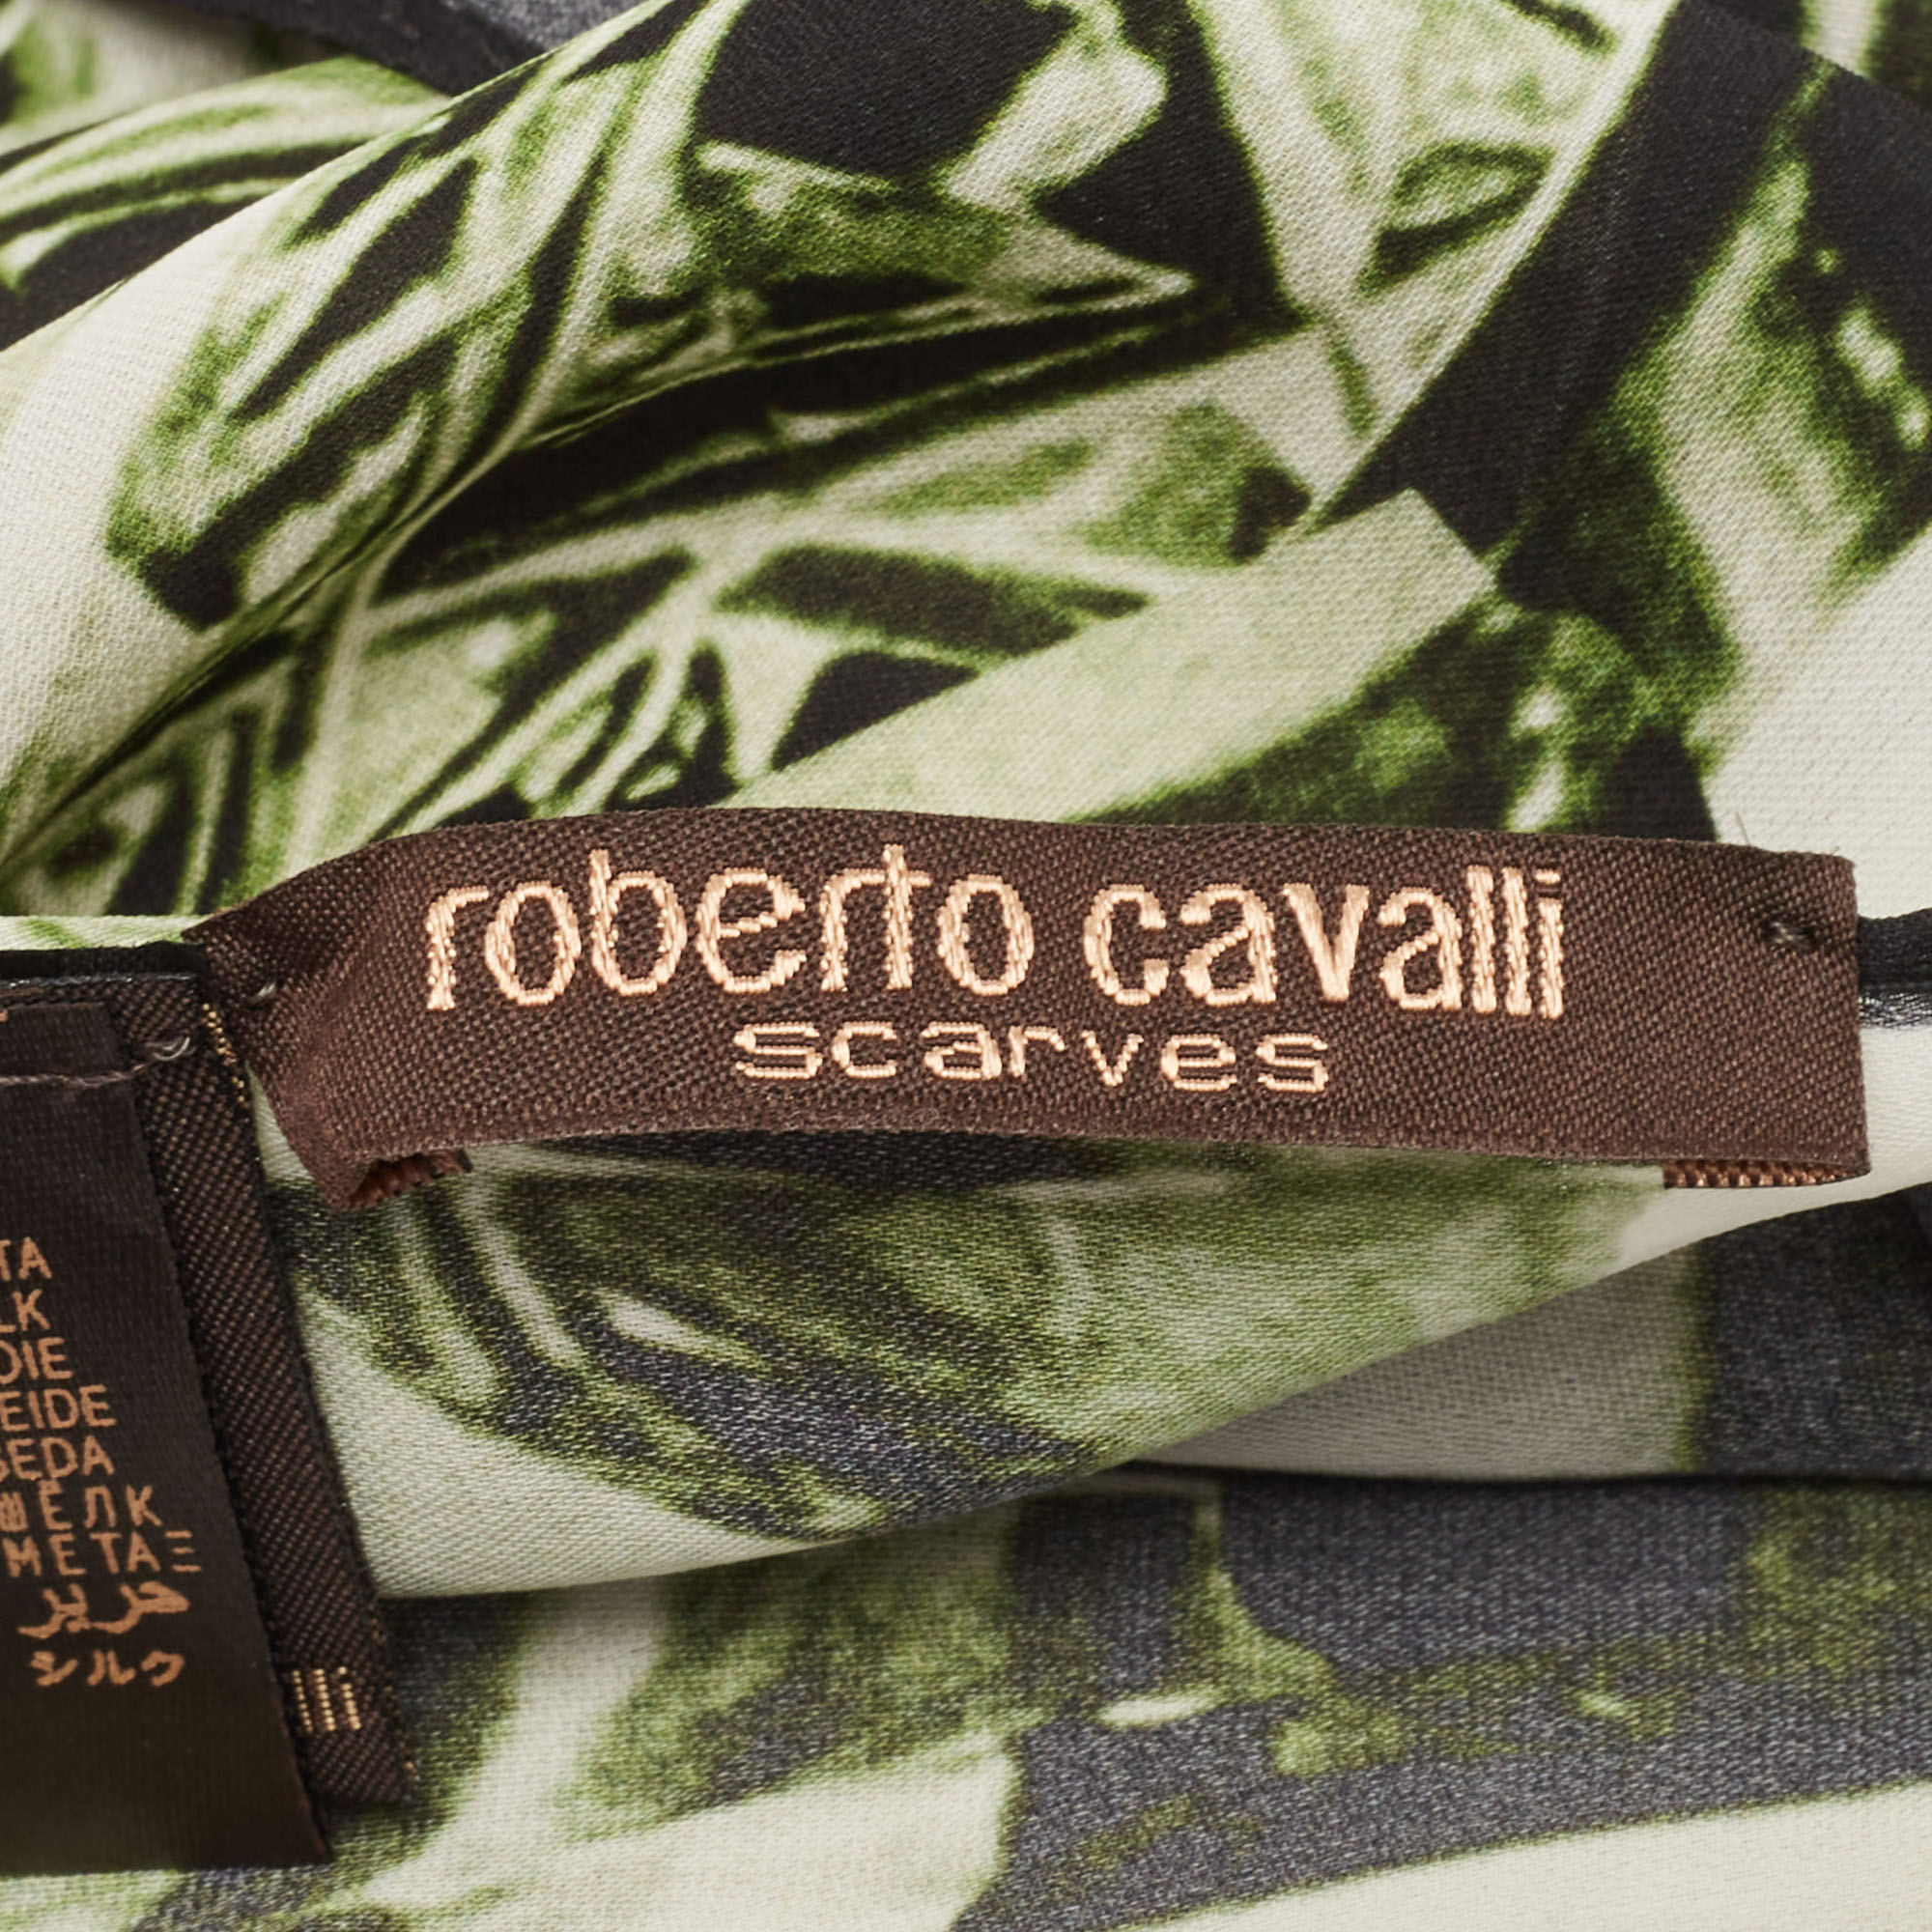 roberto cavalli
scarves
TA
LK
OIE
EIDE
SEDA
ШЁЛК
ΜΕΤΑΞ
حرير
シルク